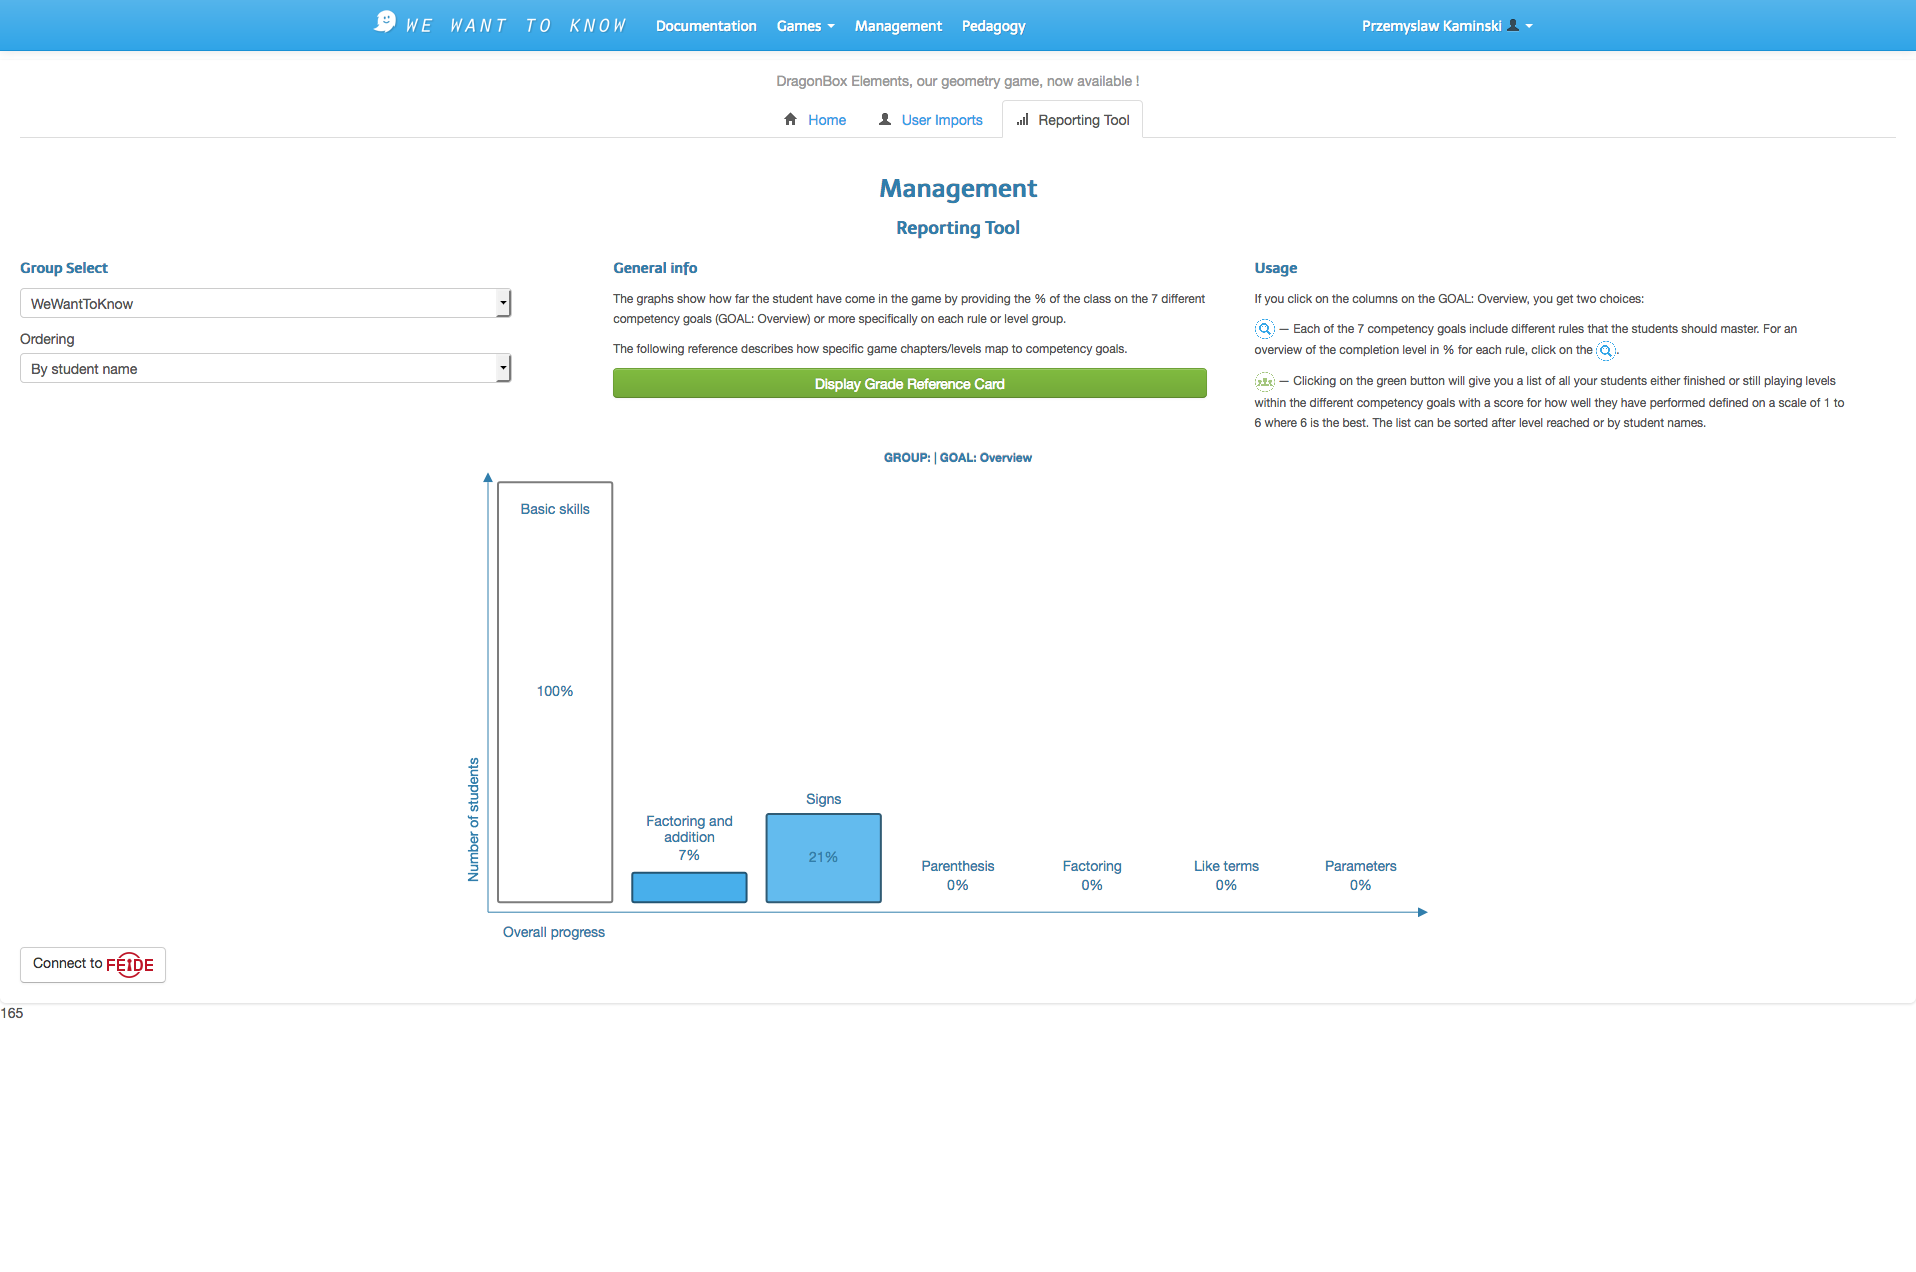 WE WANT TO KNOW Documentation Games Management Pedagogy Przemyslaw Kaminski
DragonBox Elements, our geometry game, now available !
Home User Imports Reporting Tool
Management
Reporting Tool
Group Select
WeWantToKnow
Ordering
By student name
General info
The graphs show how far the student have come in the game by providing the % of the class on the 7 different
competency goals (GOAL: Overview) or more specifically on each rule or level group.
The following reference describes how specific game chapters/levels map to competency goals.
Display Grade Reference Card
Usage
If you click on the columns on the GOAL: Overview, you get two choices:
— Each of the 7 competency goals include different rules that the students should master. For an
overview of the completion level in % for each rule, click on the .
— Clicking on the green button will give you a list of all your students either finished or still playing levels
within the different competency goals with a score for how well they have performed defined on a scale of 1 to
6 where 6 is the best. The list can be sorted after level reached or by student names.
GROUP: | GOAL: Overview
Number of students
Basic skills
100%
Factoring and
addition
7%
Signs
21%
Parenthesis
0%
Factoring
0%
Like terms
0%
Parameters
0%
Overall progress
Connect to FEIDE
165